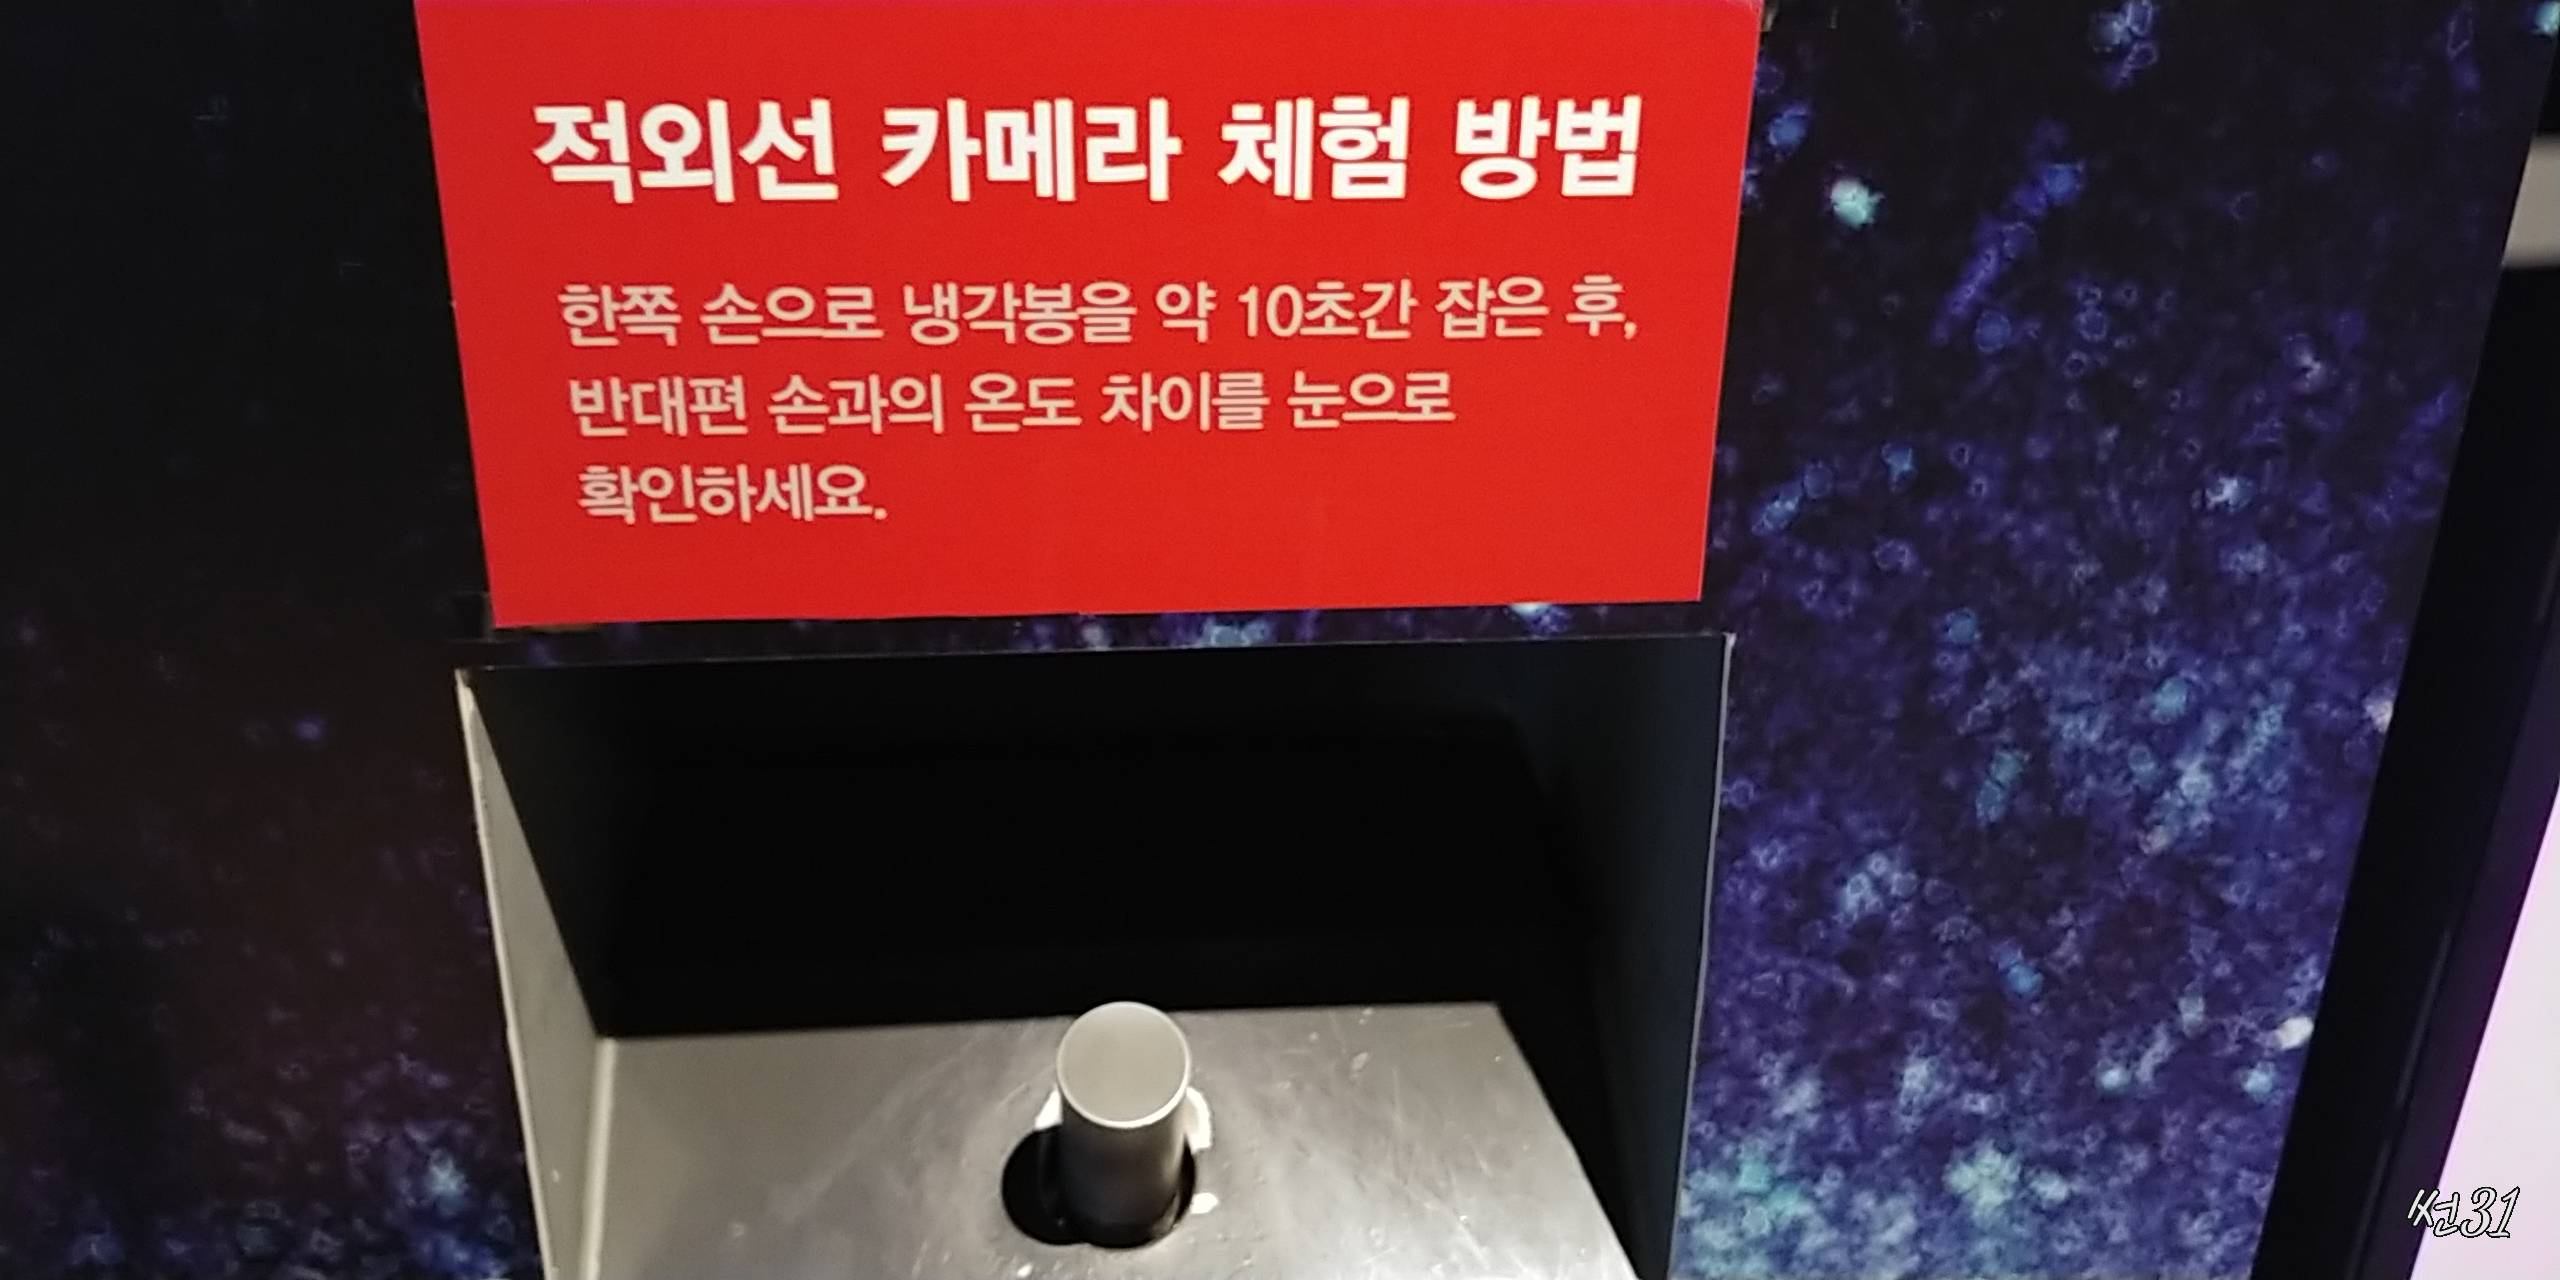 적외선 카메라 체험 방법
한쪽 손으로 냉각봉을 약 10초간 잡은 후,
반대편 손과의 온도 차이를 눈으로
확인하세요.